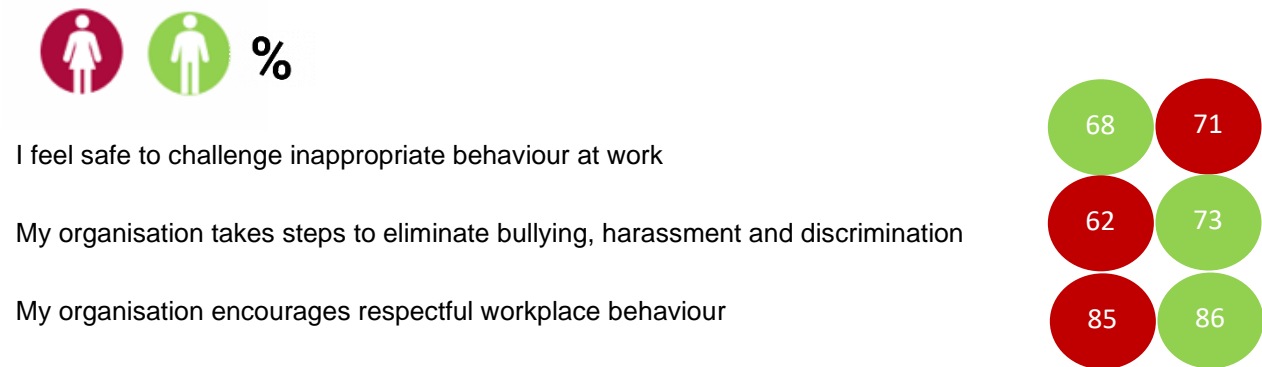 %
68 71
I feel safe to challenge inappropriate behaviour at work
My organisation takes steps to eliminate bullying, harassment and discrimination 62 73
My organisation encourages respectful workplace behaviour 85 86